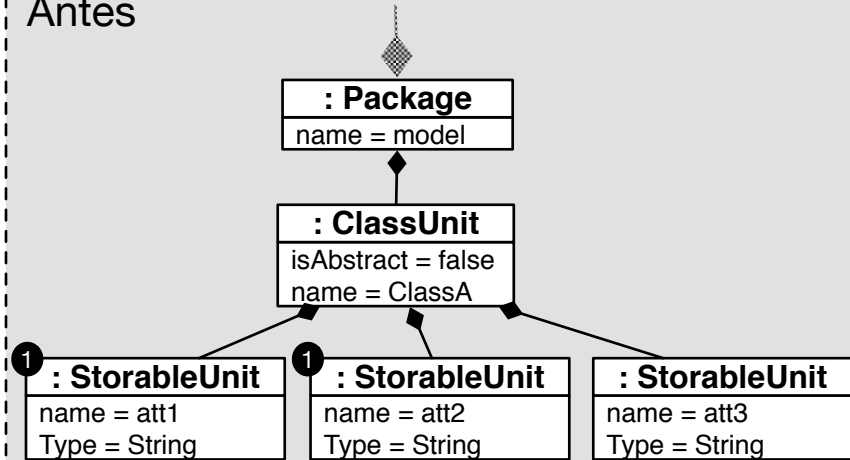 Antes
: Package
name = model
: ClassUnit
isAbstract = false
name = ClassA
1
: StorableUnit
name = att1
Type = String
1
: StorableUnit
name = att2
Type = String
: StorableUnit
name = att3
Type = String